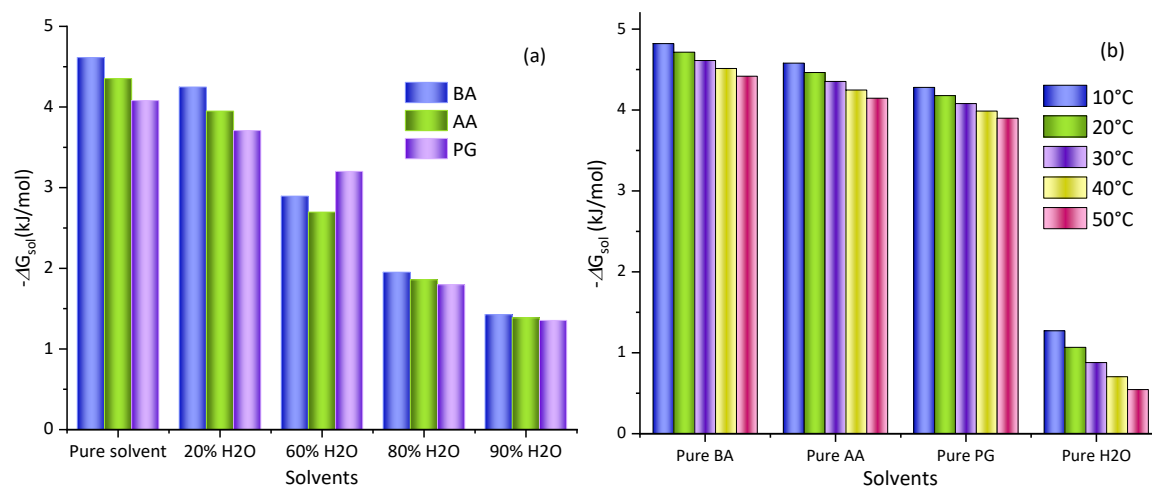 (a)
-ΔG_sol(kJ/mol)
5
4
3
2
1
0
BA
AA
PG
Pure solvent 20% H2O 60% H2O 80% H2O 90% H2O
Solvents
(b)
-ΔG_sol (kJ/mol)
5
4
3
2
1
0
10°C
20°C
30°C
40°C
50°C
Pure BA Pure AA Pure PG Pure H2O
Solvents